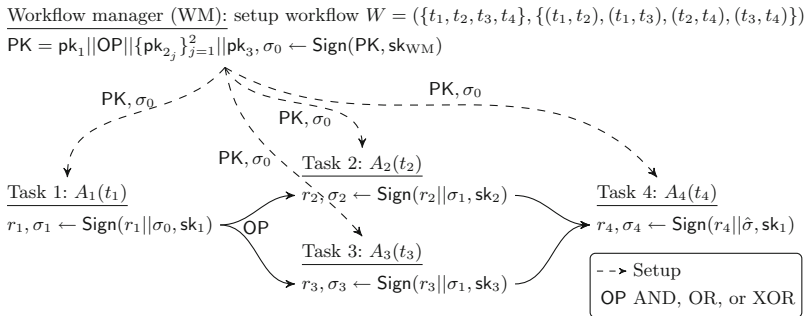 Workflow manager (WM): setup workflow W = ({t₁, t₂, t₃, t₄}, {(t₁, t₂), (t₁, t₃), (t₂, t₄), (t₃, t₄)})
PK = pk₁||OP||{pk₂ⱼ}²ⱼ₌₁||pk₃, σ₀ ← Sign(PK, sk_WM)
PK, σ₀
PK, σ₀
PK, σ₀
PK, σ₀
Task 1: A₁(t₁)
r₁, σ₁ ← Sign(r₁||σ₀, sk₁)
OP
Task 2: A₂(t₂)
r₂, σ₂ ← Sign(r₂||σ₁, sk₂)
Task 3: A₃(t₃)
r₃, σ₃ ← Sign(r₃||σ₁, sk₃)
Task 4: A₄(t₄)
r₄, σ₄ ← Sign(r₄||σ̂, sk₁)
Setup
OP AND, OR, or XOR